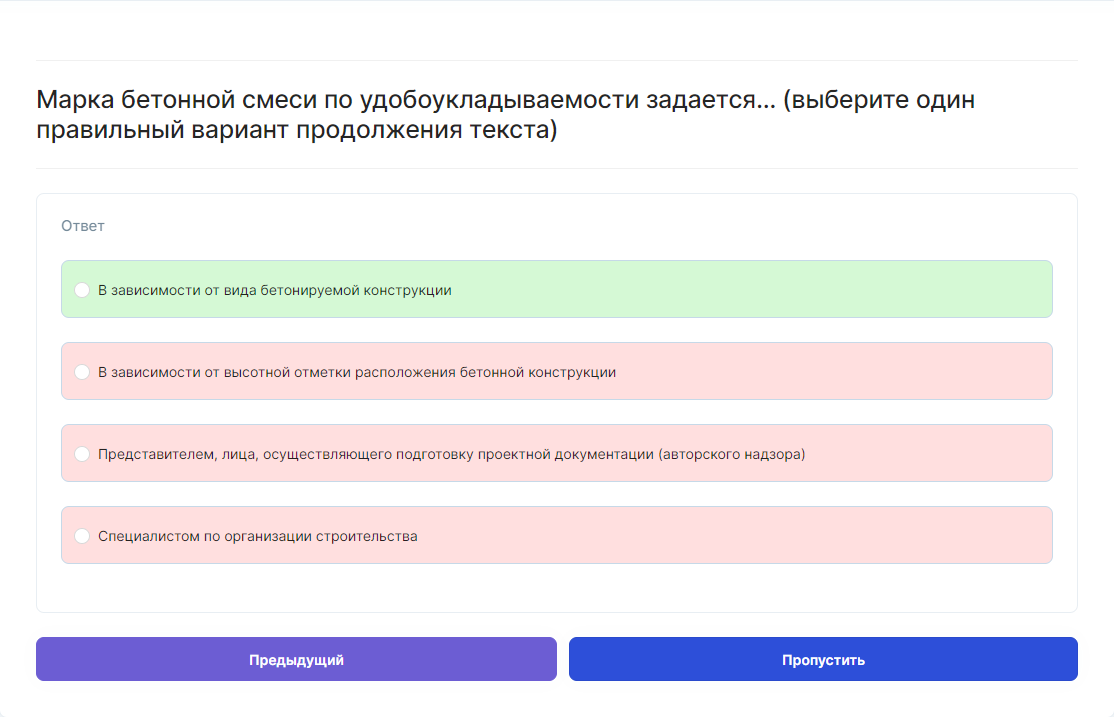 Марка бетонной смеси по удобоукладываемости задается... (выберите один
правильный вариант продолжения текста)
Ответ
В зависимости от вида бетонируемой конструкции
В зависимости от высотной отметки расположения бетонной конструкции
Представителем, лица, осуществляющего подготовку проектной документации (авторского надзора)
Специалистом по организации строительства
Предыдущий
Пропустить